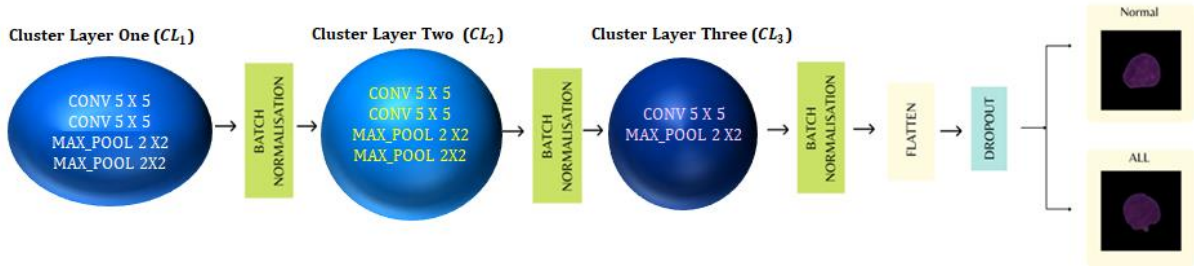 Cluster Layer One (CL₁)
CONV 5 X 5
CONV 5 X 5
MAX_POOL 2 X2
MAX_POOL 2X2
BATCH
NORMALISATION
Cluster Layer Two (CL₂)
CONV 5 X 5
CONV 5 X 5
MAX_POOL 2 X2
MAX_POOL 2X2
BATCH
NORMALISATION
Cluster Layer Three (CL₃)
CONV 5 X 5
MAX_POOL 2 X2
BATCH
NORMALISATION
FLATTEN
DROPOUT
Normal
ALL